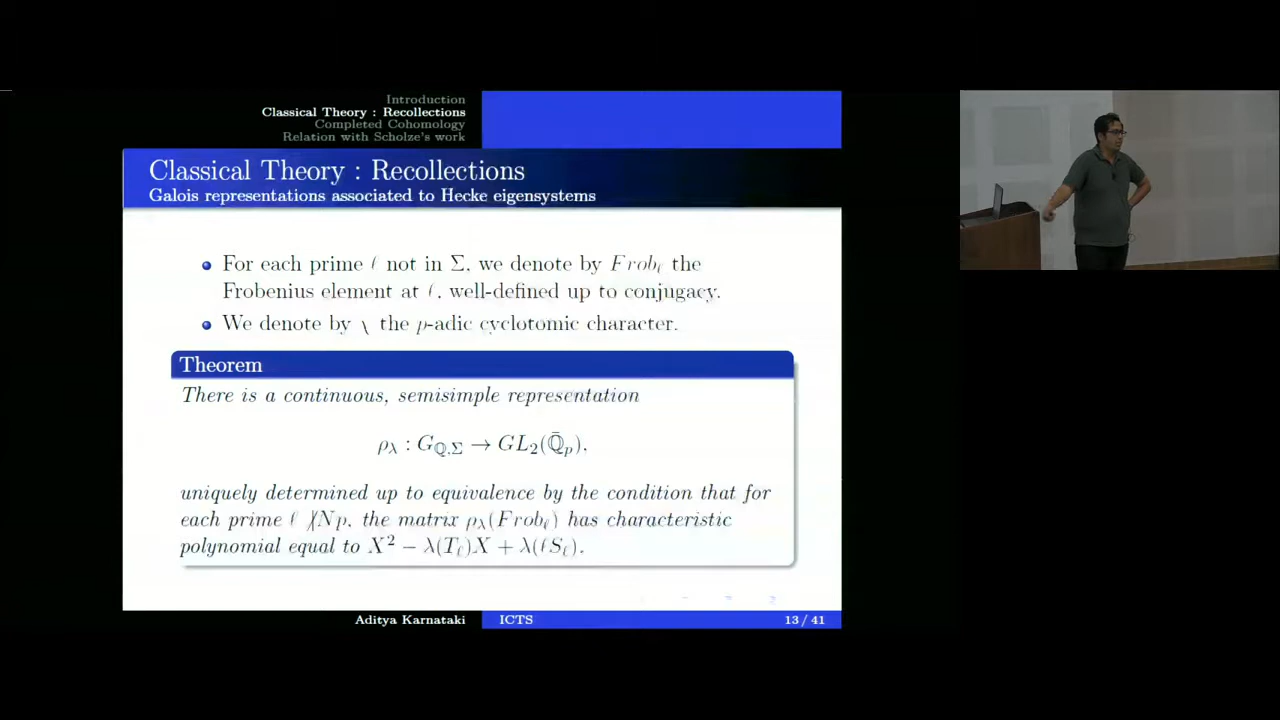 Introduction
Classical Theory : Recollections
Completed Cohomology
Relation with Scholze's work
Classical Theory : Recollections
Galois representations associated to Hecke eigensystems
For each prime ℓ not in Σ, we denote by Frobℓ the
Frobenius element at ℓ, well-defined up to conjugacy.
We denote by \ the p-adic cyclotomic character.
Theorem
There is a continuous, semisimple representation
ρλ : Gℚ,Σ → GL₂(ℚ̄p),
uniquely determined up to equivalence by the condition that for
each prime ℓ ∤Np, the matrix ρλ(Frobℓ) has characteristic
polynomial equal to X² − λ(Tℓ)X + λ(ℓSℓ).
Aditya Karnataki ICTS 13 / 41